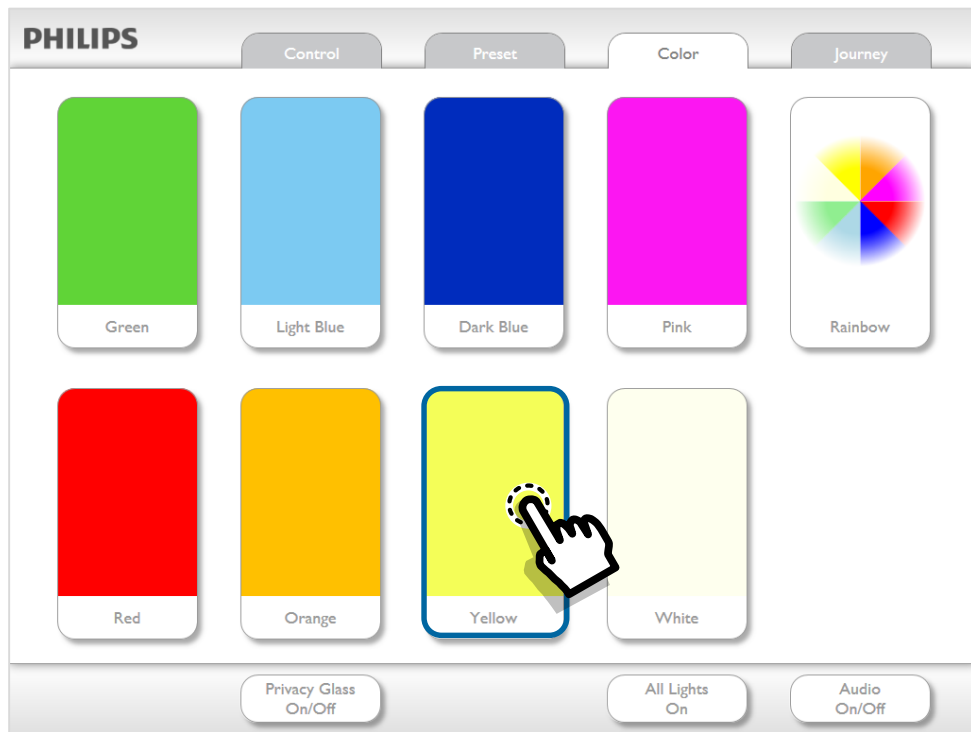 PHILIPS
Control
Preset
Color
Journey
Green
Light Blue
Dark Blue
Pink
Rainbow
Red
Orange
Yellow
White
Privacy Glass
On/Off
All Lights
On
Audio
On/Off